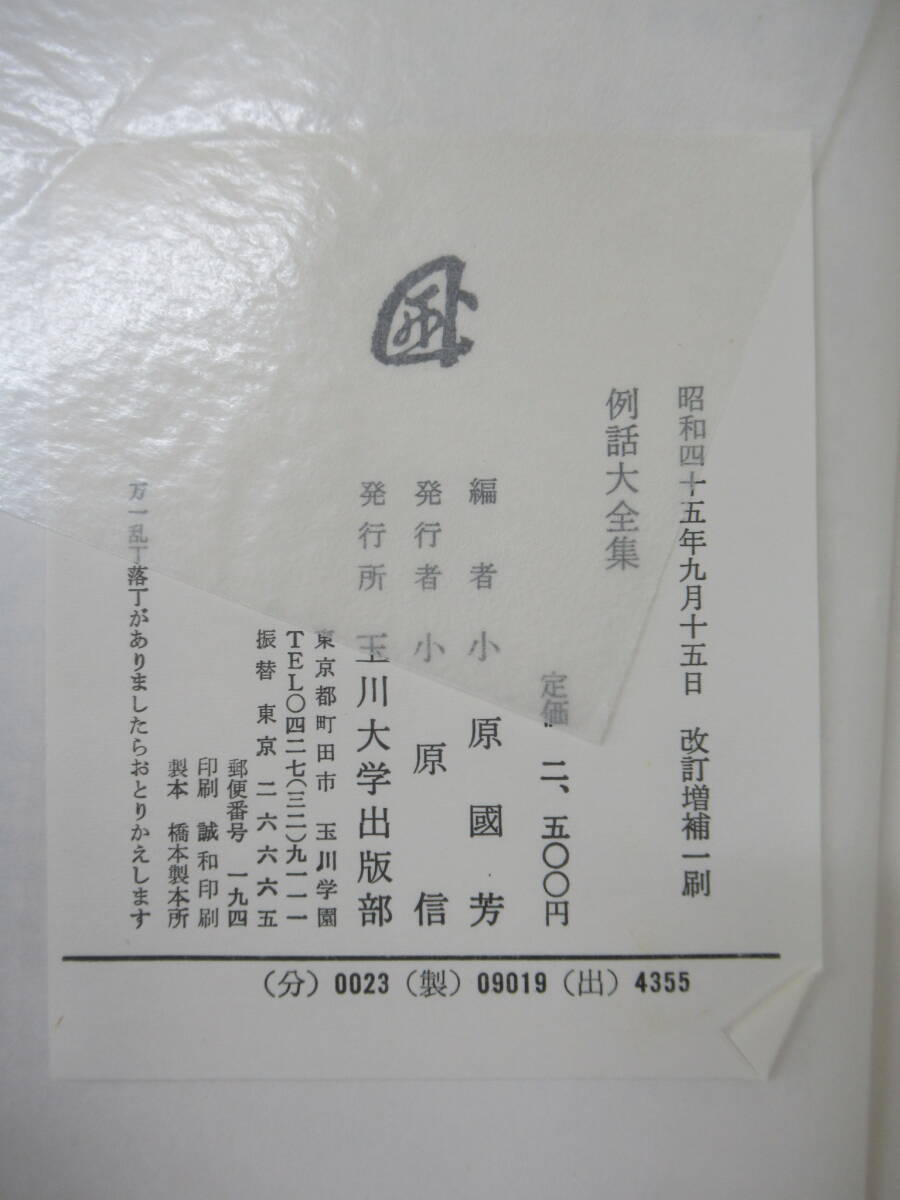 昭和四十五年九月十五日 改訂増補一刷
例話大全集
定価 二、五〇〇円
編者 小原國芳
発行者 小原信
発行所 玉川大学出版部
東京都町田市 玉川学園
TEL〇四二七(三二)九一一一
振替 東京 二六六六五
郵便番号 一九四
印刷 誠和印刷
製本 橋本製本所
万一乱丁落丁がありましたらおとりかえします
(分) 0023 (製) 09019 (出) 4355